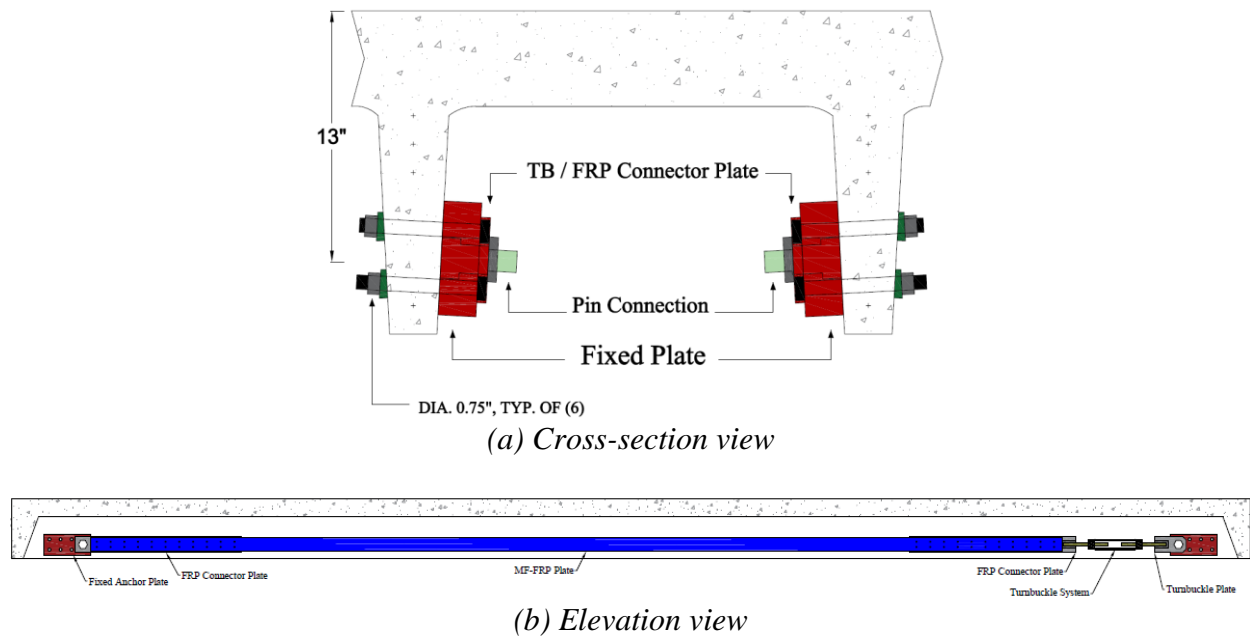 13"
TB / FRP Connector Plate
Pin Connection
Fixed Plate
DIA. 0.75", TYP. OF (6)
(a) Cross-section view
Fixed Anchor Plate
FRP Connector Plate
MF-FRP Plate
FRP Connector Plate
Turnbuckle System
Turnbuckle Plate
(b) Elevation view